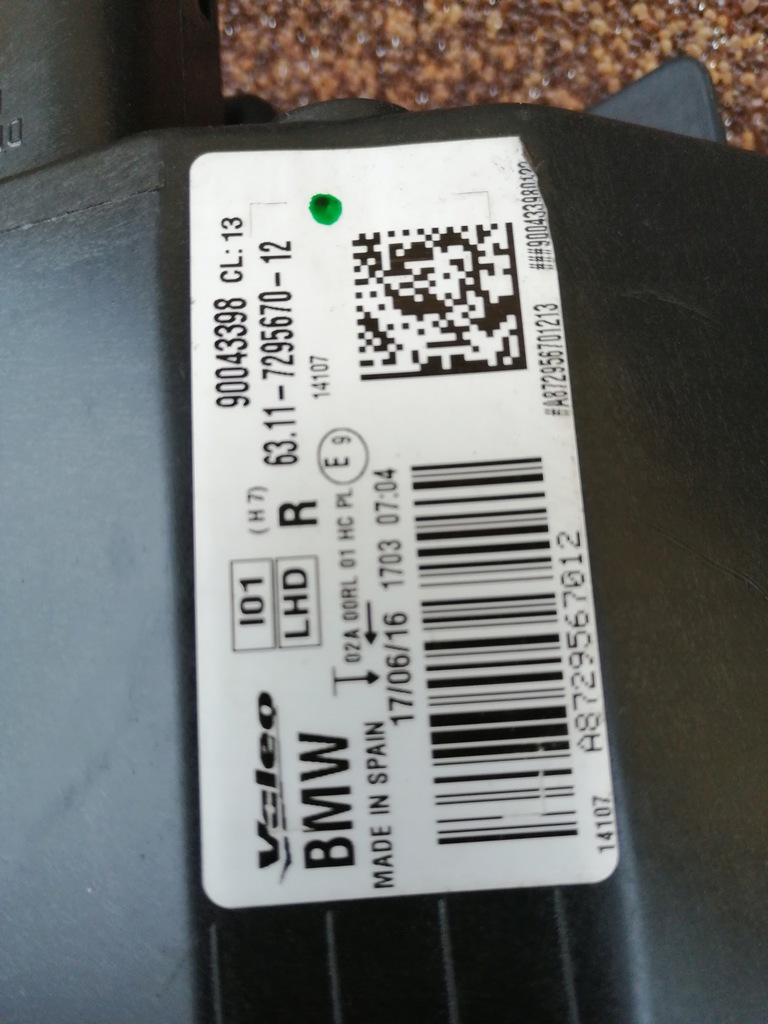 90043398 CL: 13
63.11-7295670-12
14107
I01
(H7)
LHD
R
02A 00RL 01 HC PL
E 9
Valeo
BMW
MADE IN SPAIN
17/06/16 1703 07:04
A8729567012
14107
#A872956701213